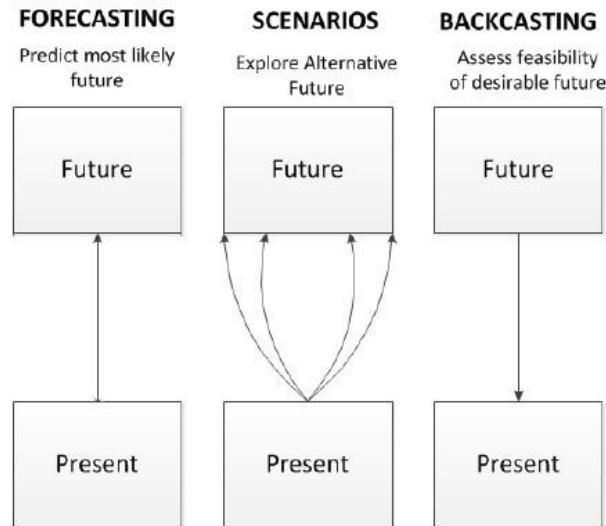 FORECASTING
Predict most likely
future
Future
Present
SCENARIOS
Explore Alternative
Future
Future
Present
BACKCASTING
Assess feasibility
of desirable future
Future
Present